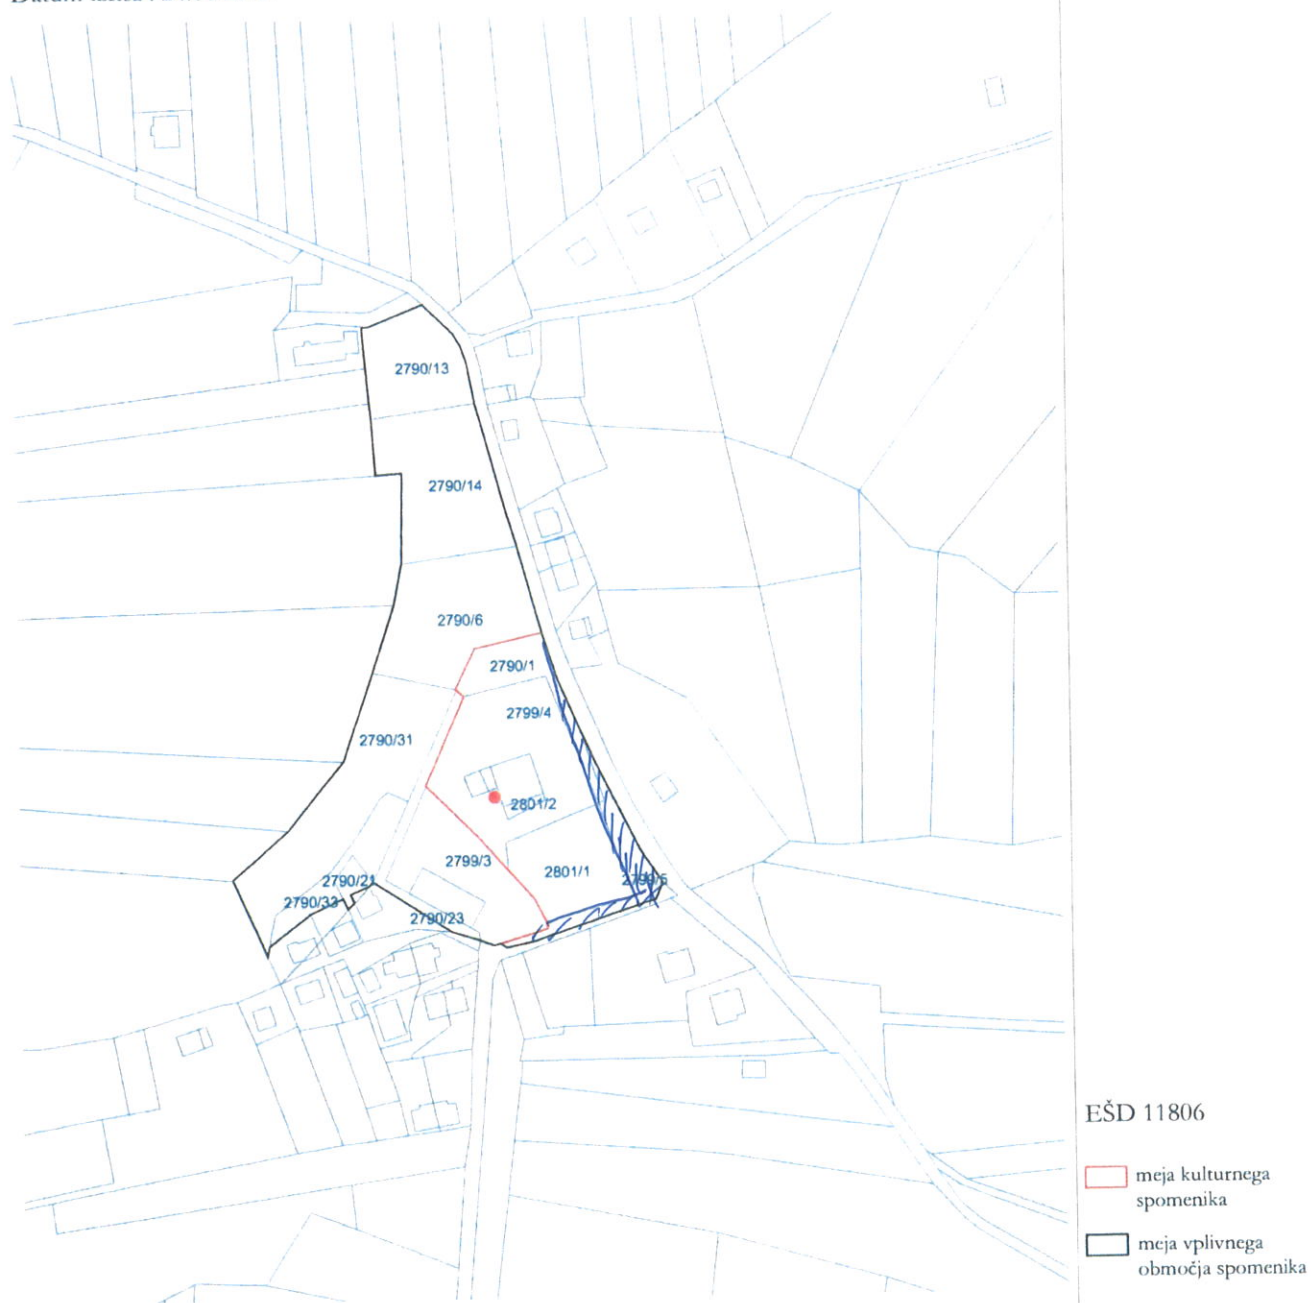 2790/13
2790/14
2790/6
2790/1
2799/4
2790/31
2801/2
2799/3
2801/1
2790/21
2790/33
2790/23
EŠD 11806
meja kulturnega
spomenika
meja vplivnega
območja spomenika